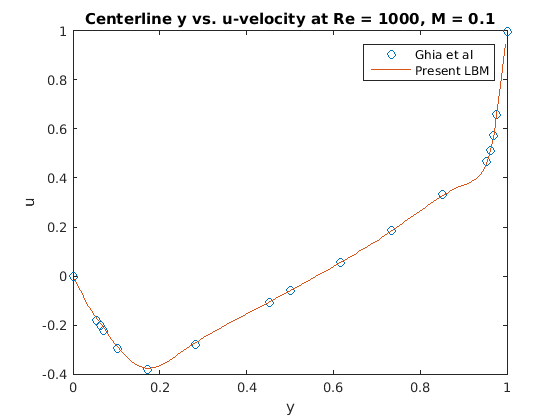 Centerline y vs. u-velocity at Re = 1000, M = 0.1
1
0.8
0.6
0.4
0.2
0
-0.2
-0.4
u
Ghia et al
Present LBM
0
0.2
0.4
0.6
0.8
1
y